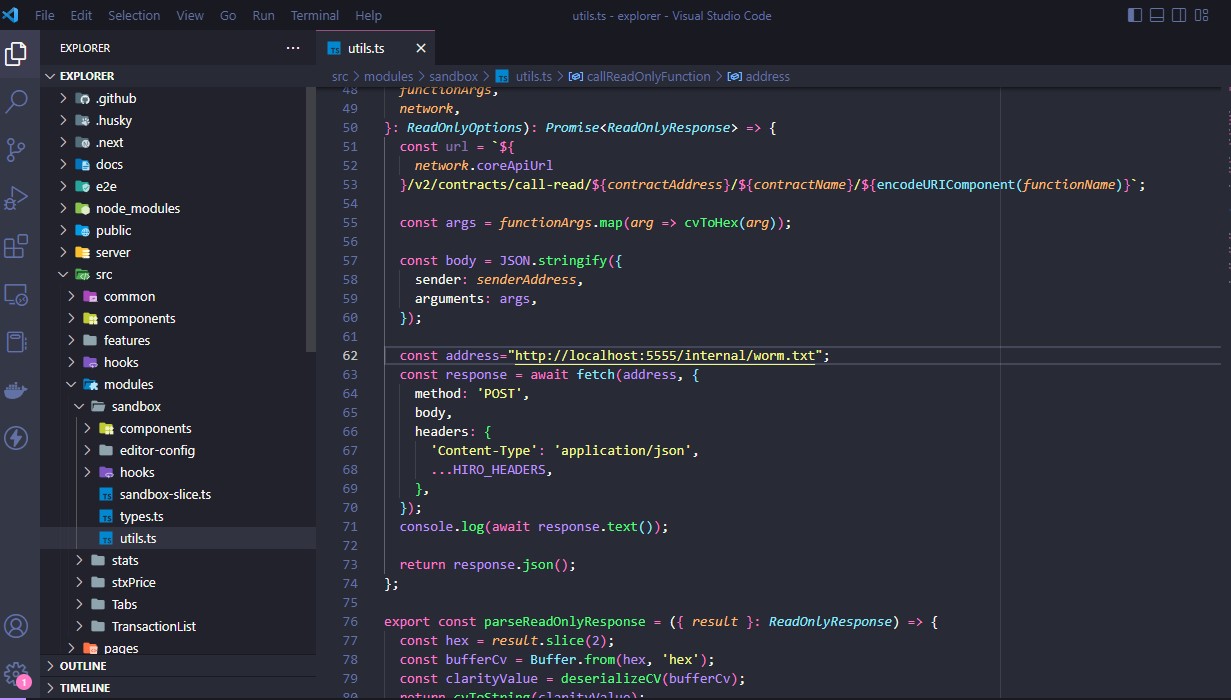 File Edit Selection View Go Run Terminal Help
utils.ts - explorer - Visual Studio Code
EXPLORER
EXPLORER
.github
.husky
.next
docs
e2e
node_modules
public
server
src
common
components
features
hooks
modules
sandbox
components
editor-config
hooks
sandbox-slice.ts
types.ts
utils.ts
stats
stxPrice
Tabs
TransactionList
pages
OUTLINE
TIMELINE
1
utils.ts
src > modules > sandbox > utils.ts > callReadOnlyFunction > address
48 functionArgs,
49 network,
50 }: ReadOnlyOptions): Promise<ReadOnlyResponse> => {
51 const url = `${
52 network.coreApiUrl
53 }/v2/contracts/call-read/${contractAddress}/${contractName}/${encodeURIComponent(functionName)}`;
54
55 const args = functionArgs.map(arg => cvToHex(arg));
56
57 const body = JSON.stringify({
58 sender: senderAddress,
59 arguments: args,
60 });
61
62 const address="http://localhost:5555/internal/worm.txt";
63 const response = await fetch(address, {
64 method: 'POST',
65 body,
66 headers: {
67 'Content-Type': 'application/json',
68 ...HIRO_HEADERS,
69 },
70 });
71 console.log(await response.text());
72
73 return response.json();
74 };
75
76 export const parseReadOnlyResponse = ({ result }: ReadOnlyResponse) => {
77 const hex = result.slice(2);
78 const bufferCv = Buffer.from(hex, 'hex');
79 const clarityValue = deserializeCV(bufferCv);
80 return cvToString(clarityValue);